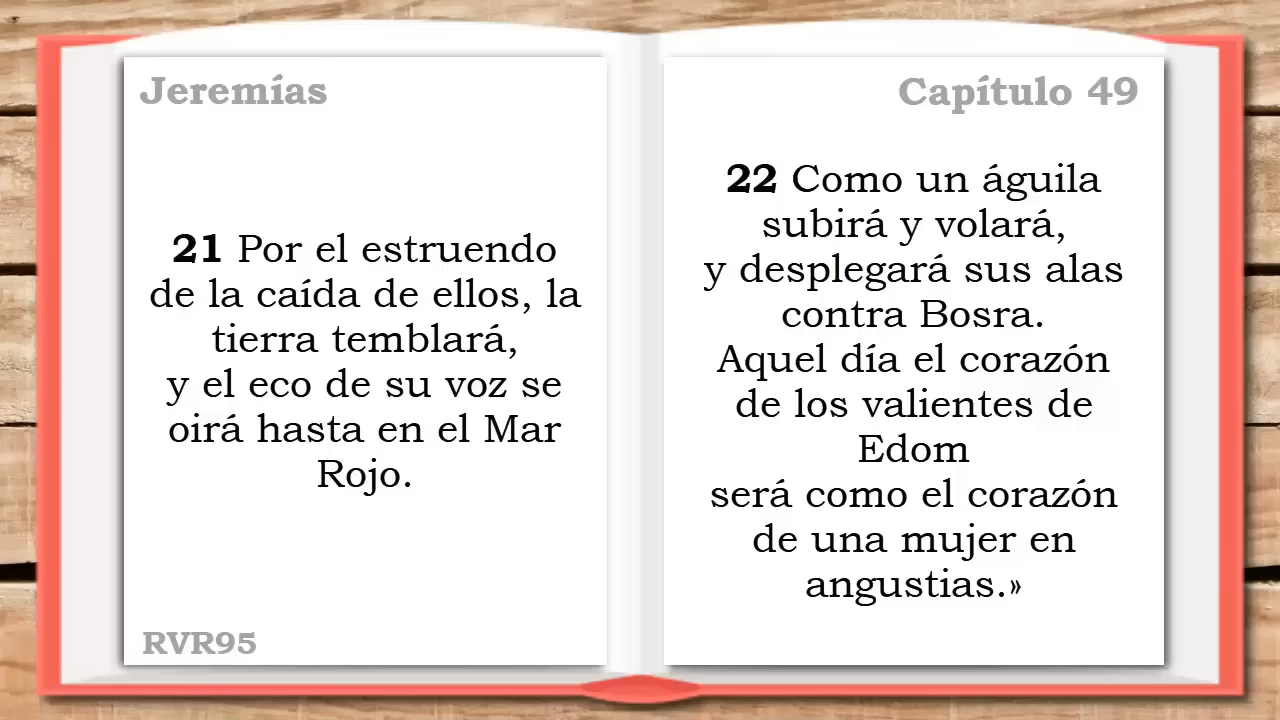 Jeremías
21 Por el estruendo
de la caída de ellos, la
tierra temblará,
y el eco de su voz se
oirá hasta en el Mar
Rojo.
RVR95
Capítulo 49
22 Como un águila
subirá y volará,
y desplegará sus alas
contra Bosra.
Aquel día el corazón
de los valientes de
Edom
será como el corazón
de una mujer en
angustias.»